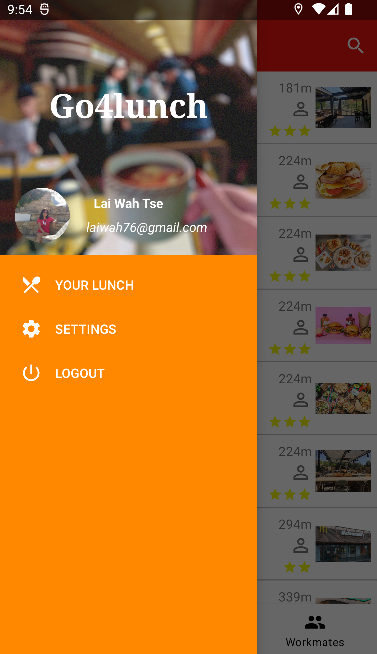 9:54
Go4lunch
Lai Wah Tse
laiwah76@gmail.com
YOUR LUNCH
SETTINGS
LOGOUT
181m
224m
224m
224m
224m
224m
294m
339m
Workmates